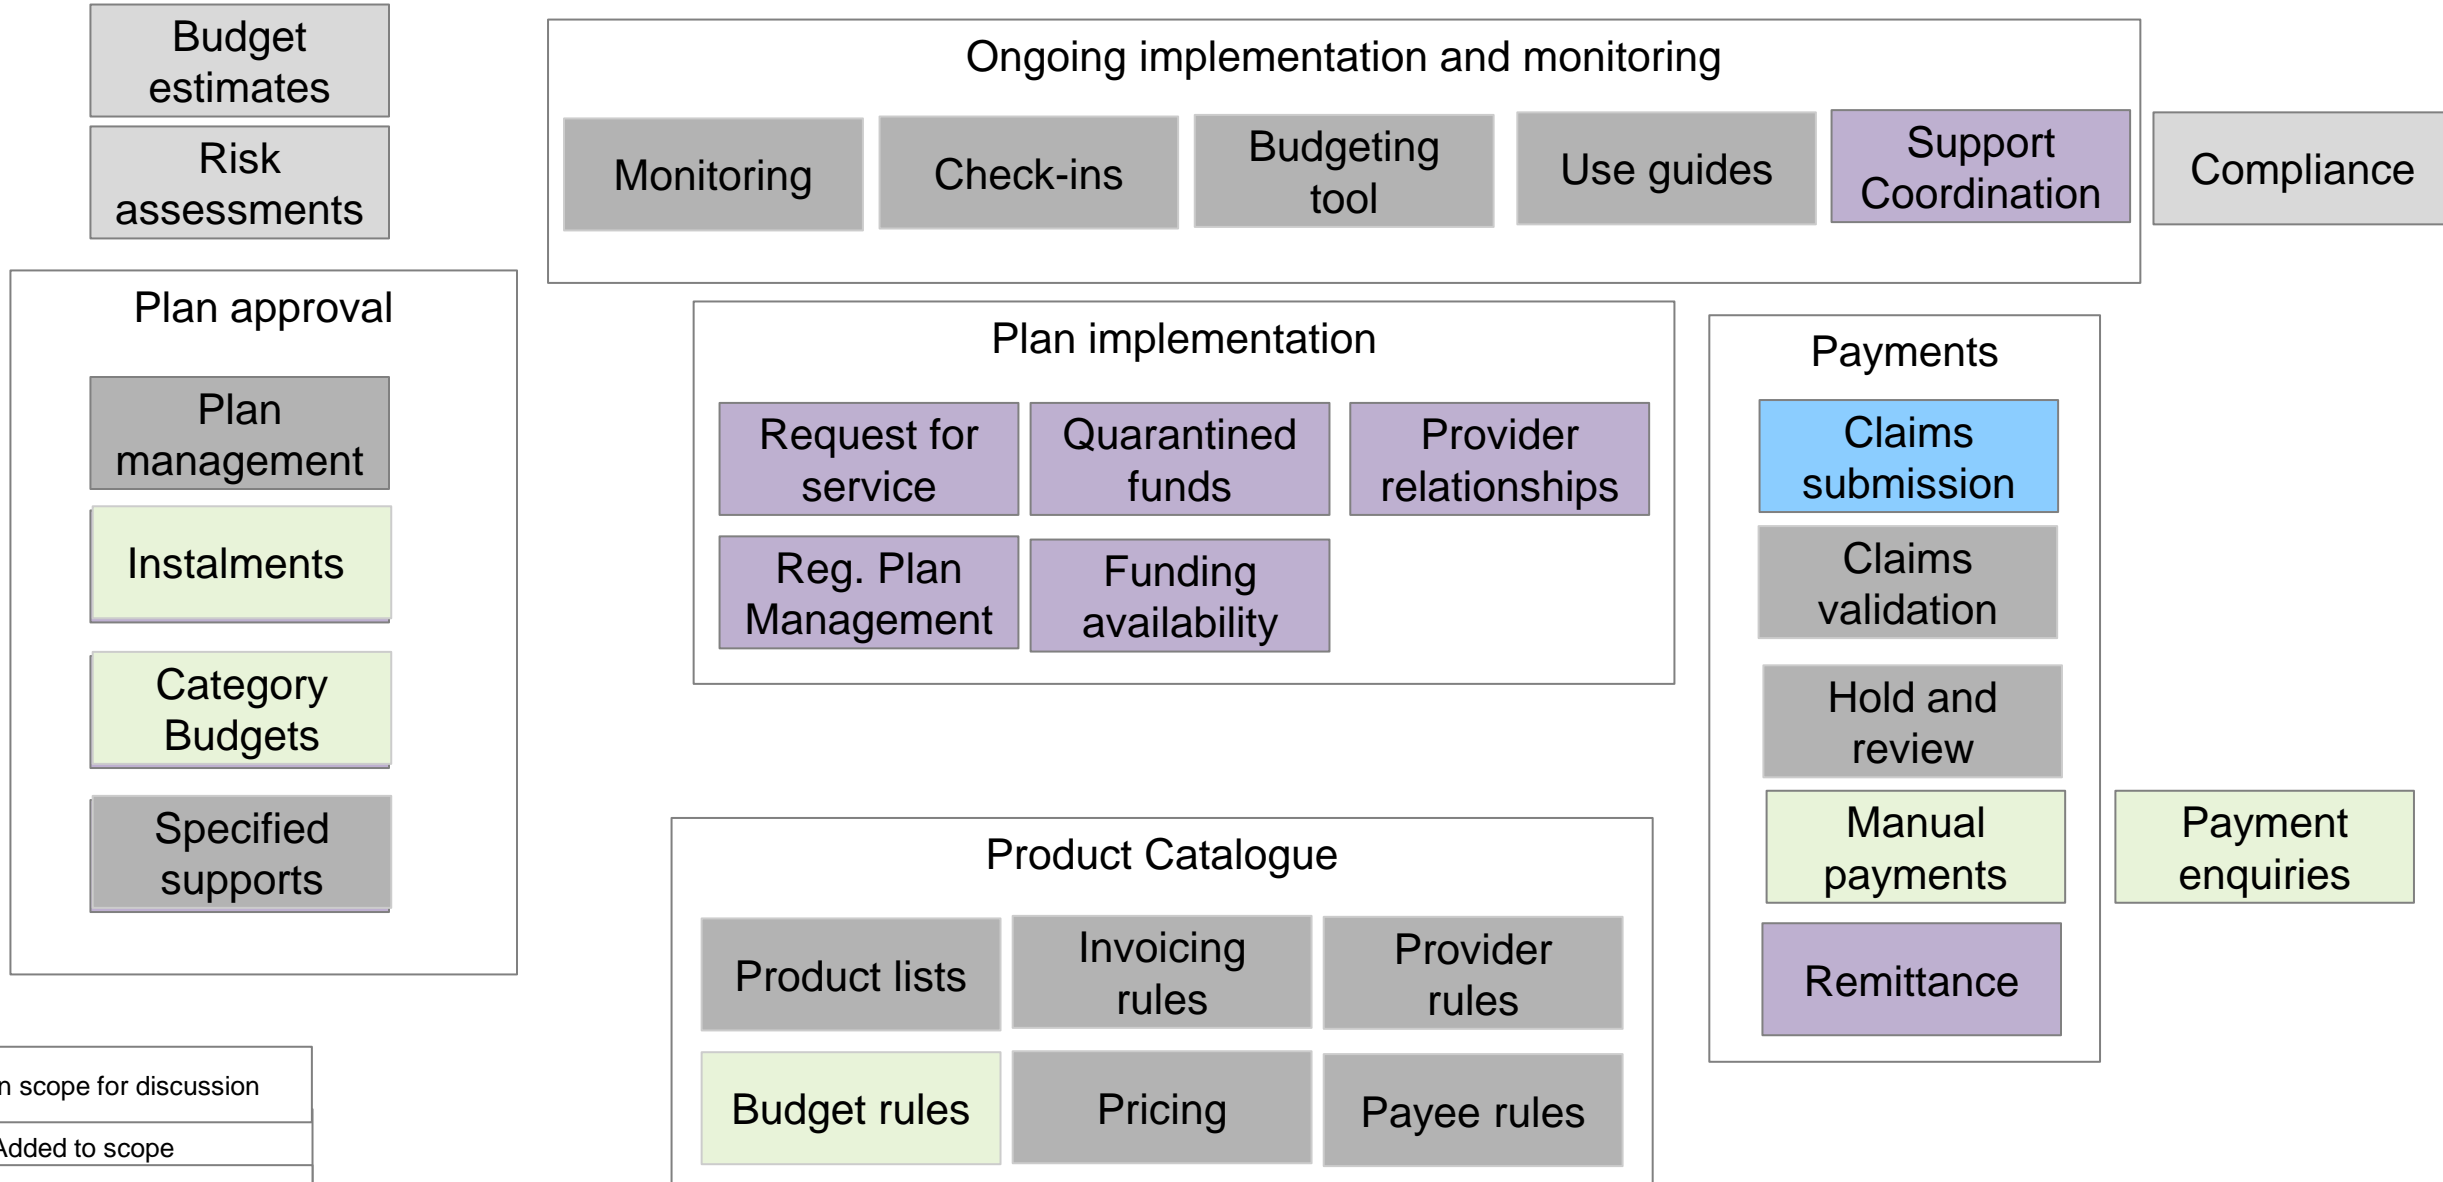 Budget
estimates
Risk
assessments
Ongoing implementation and monitoring
Monitoring
Check-ins
Budgeting
tool
Use guides
Support
Coordination
Compliance
Plan approval
Plan
management
Instalments
Category
Budgets
Specified
supports
Plan implementation
Request for
service
Quarantined
funds
Provider
relationships
Reg. Plan
Management
Funding
availability
Payments
Claims
submission
Claims
validation
Hold and
review
Manual
payments
Remittance
Payment
enquiries
Product Catalogue
Product lists
Invoicing
rules
Provider
rules
Budget rules
Pricing
Payee rules
scope for discussion
Added to scope